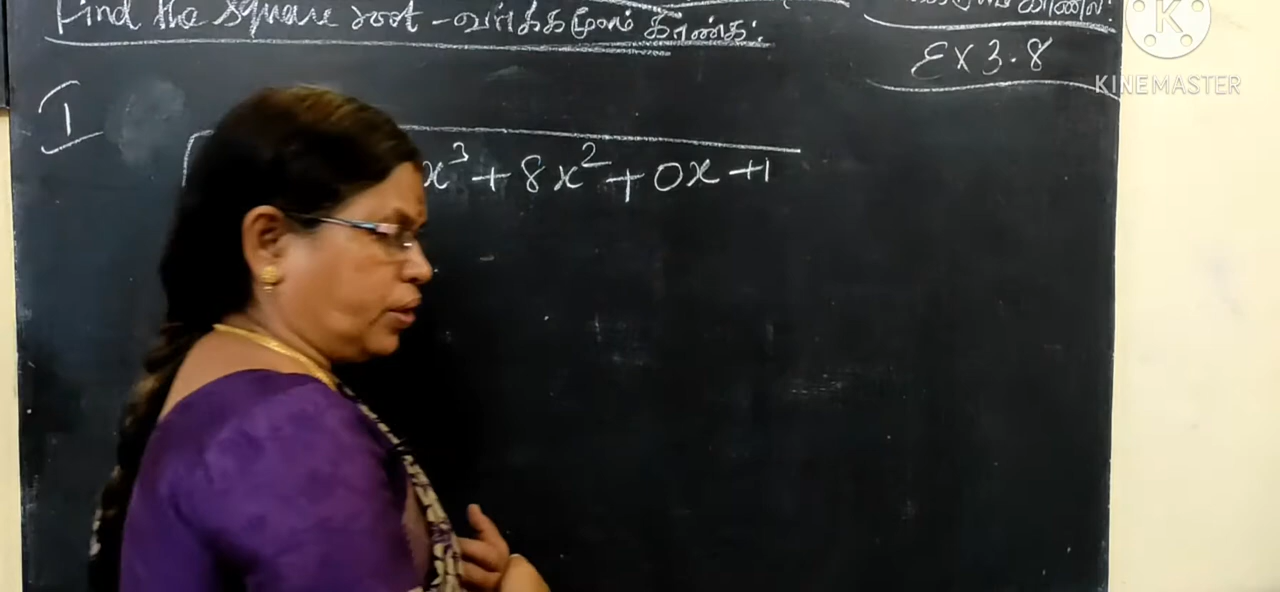 Find the square root - வர்க்கமூலம் காண்க:
EX 3.8
K
KINEMASTER
I
x³ + 8x² + 0x + 1